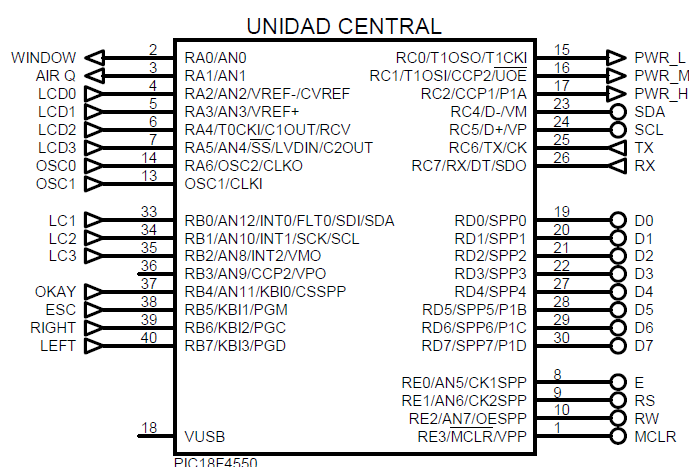 UNIDAD CENTRAL
WINDOW 2 RA0/AN0 RC0/T1OSO/T1CKI 15 PWR_L
AIR Q 3 RA1/AN1 RC1/T1OSI/CCP2/UOE 16 PWR_M
LCD0 4 RA2/AN2/VREF-/CVREF RC2/CCP1/P1A 17 PWR_H
LCD1 5 RA3/AN3/VREF+ RC4/D-/VM 23 SDA
LCD2 6 RA4/T0CKI/C1OUT/RCV RC5/D+/VP 24 SCL
LCD3 7 RA5/AN4/SS/LVDIN/C2OUT RC6/TX/CK 25 TX
OSC0 14 RA6/OSC2/CLKO RC7/RX/DT/SDO 26 RX
OSC1 13 OSC1/CLKI
LC1 33 RB0/AN12/INT0/FLT0/SDI/SDA RD0/SPP0 19 D0
LC2 34 RB1/AN10/INT1/SCK/SCL RD1/SPP1 20 D1
LC3 35 RB2/AN8/INT2/VMO RD2/SPP2 21 D2
36 RB3/AN9/CCP2/VPO RD3/SPP3 22 D3
OKAY 37 RB4/AN11/KBI0/CSSPP RD4/SPP4 27 D4
ESC 38 RB5/KBI1/PGM RD5/SPP5/P1B 28 D5
RIGHT 39 RB6/KBI2/PGC RD6/SPP6/P1C 29 D6
LEFT 40 RB7/KBI3/PGD RD7/SPP7/P1D 30 D7
RE0/AN5/CK1SPP 8 E
RE1/AN6/CK2SPP 9 RS
RE2/AN7/OESPP 10 RW
18 VUSB RE3/MCLR/VPP 1 MCLR
PIC18F4550